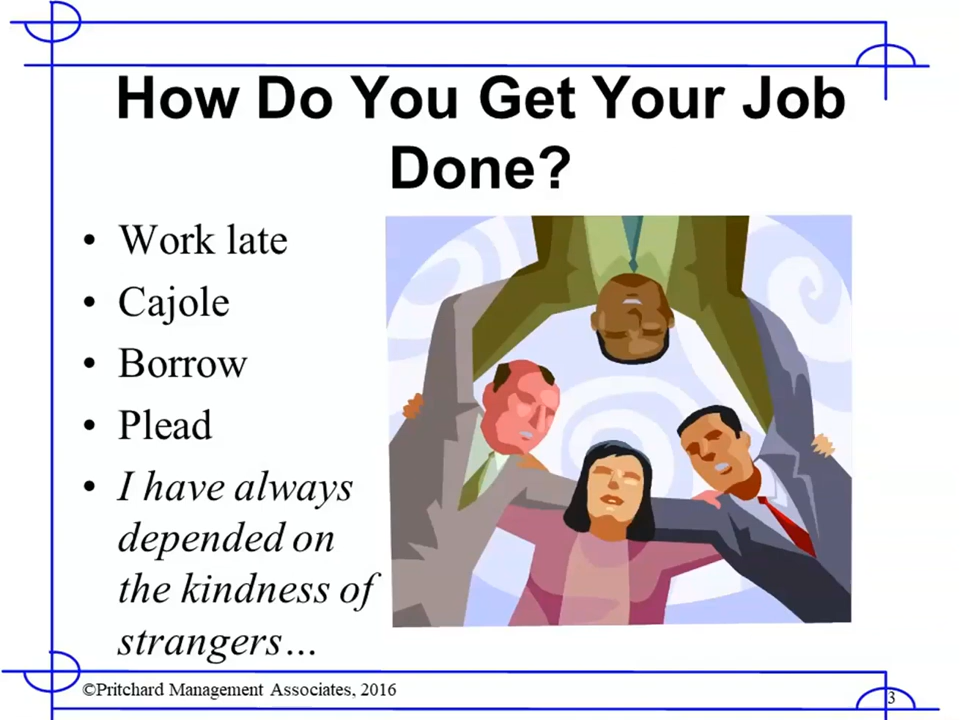 How Do You Get Your Job
Done?
• Work late
• Cajole
• Borrow
• Plead
• I have always
depended on
the kindness of
strangers…
©Pritchard Management Associates, 2016
3